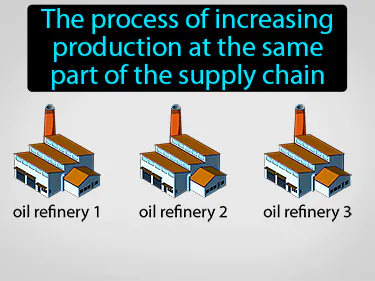 The process of increasing
production at the same
part of the supply chain
oil refinery 1
oil refinery 2
oil refinery 3